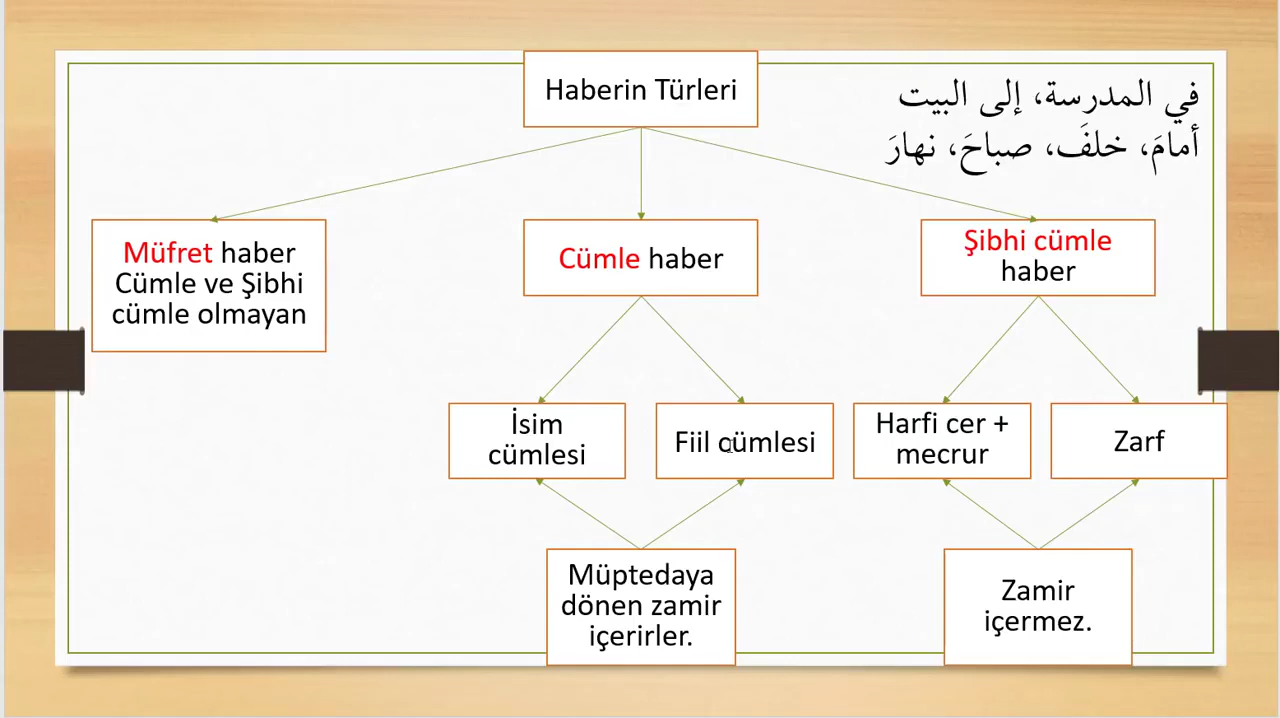 Haberin Türleri
في المدرسة، إلى البيت
أمامَ، خلفَ، صباحَ، نهارَ
Müfret haber
Cümle ve Şibhi
cümle olmayan
Cümle haber
Şibhi cümle
haber
İsim
cümlesi
Fiil cümlesi
Harfi cer +
mecrur
Zarf
Müptedaya
dönen zamir
içerirler.
Zamir
içermez.